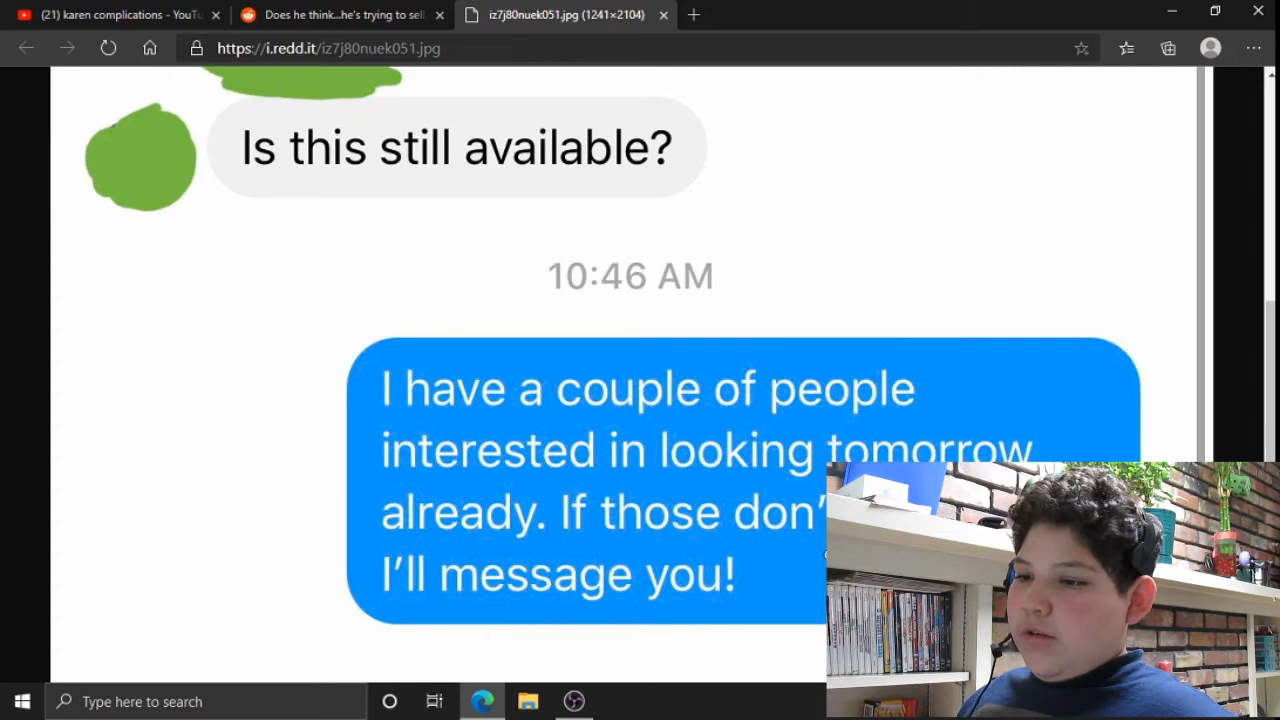 (21) karen complications - YouTu
Does he think...he's trying to sell
iz7j80nuek051.jpg (1241×2104)
https://i.redd.it/iz7j80nuek051.jpg
Is this still available?
10:46 AM
I have a couple of people
interested in looking tomorrow
already. If those don'
I'll message you!
Type here to search